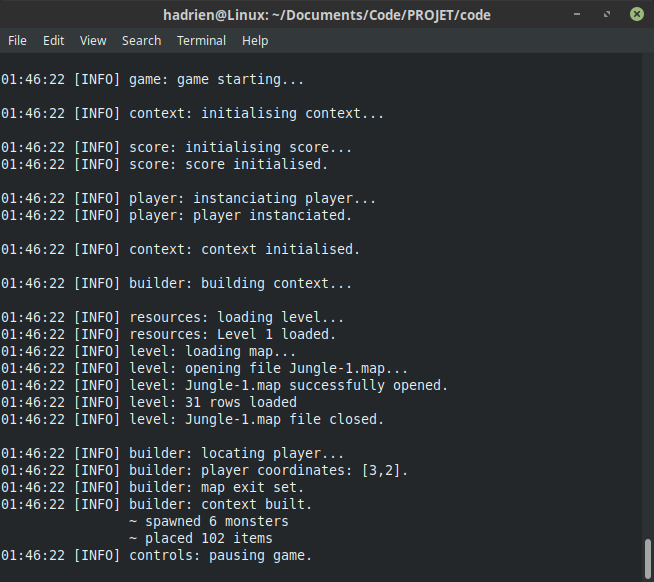 hadrien@Linux: ~/Documents/Code/PROJET/code
File Edit View Search Terminal Help
01:46:22 [INFO] game: game starting...
01:46:22 [INFO] context: initialising context...
01:46:22 [INFO] score: initialising score...
01:46:22 [INFO] score: score initialised.
01:46:22 [INFO] player: instanciating player...
01:46:22 [INFO] player: player instanciated.
01:46:22 [INFO] context: context initialised.
01:46:22 [INFO] builder: building context...
01:46:22 [INFO] resources: loading level...
01:46:22 [INFO] resources: Level 1 loaded.
01:46:22 [INFO] level: loading map...
01:46:22 [INFO] level: opening file Jungle-1.map...
01:46:22 [INFO] level: Jungle-1.map successfully opened.
01:46:22 [INFO] level: 31 rows loaded
01:46:22 [INFO] level: Jungle-1.map file closed.
01:46:22 [INFO] builder: locating player...
01:46:22 [INFO] builder: player coordinates: [3,2].
01:46:22 [INFO] builder: map exit set.
01:46:22 [INFO] builder: context built.
~ spawned 6 monsters
~ placed 102 items
01:46:22 [INFO] controls: pausing game.